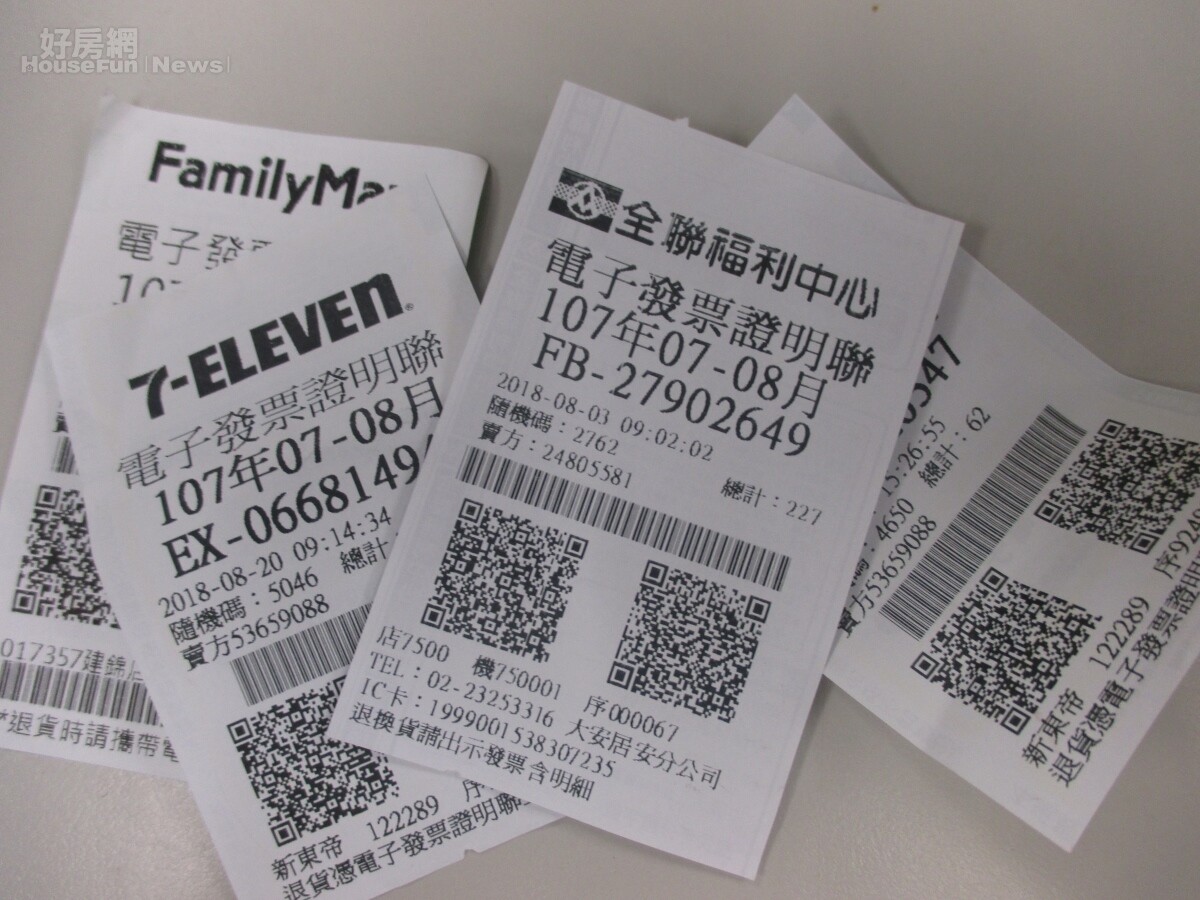 好房網
HouseFun News
FamilyMa
電子發票
107
017357建錦店
*退貨時請攜帶電
7-ELEVEN
電子發票證明聯
107年07-08月
EX-0668149
2018-08-20 09:14:34
隨機碼：5046 總計
賣方53659088
新東帝 122289 序
退貨憑電子發票證明聯
全聯福利中心
電子發票證明聯
107年07-08月
FB-27902649
2018-08-03 09:02:02
隨機碼：2762 總計：227
賣方：24805581
店7500 機750001 序000067
TEL：02-23253316 大安居安分公司
IC卡：1999001538307235
退換貨請出示發票含明細
547
15:26:55
：4650 總計：62
賣方53659088
新東帝 122289 序924
退貨憑電子發票證明